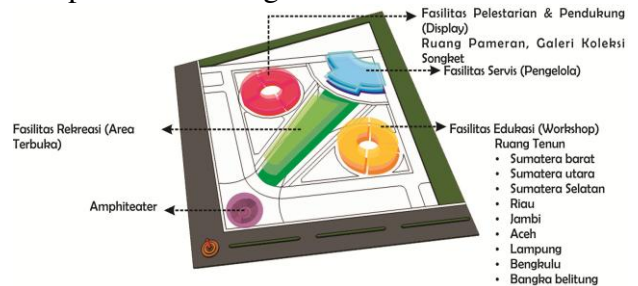 Fasilitas Pelestarian & Pendukung
(Display)
Ruang Pameran, Galeri Koleksi
Songket
Fasilitas Servis (Pengelola)
Fasilitas Rekreasi (Area
Terbuka)
Fasilitas Edukasi (Workshop)
Ruang Tenun
• Sumatera barat
• Sumatera utara
• Sumatera Selatan
• Riau
• Jambi
• Aceh
• Lampung
• Bengkulu
• Bangka belitung
Amphiteater